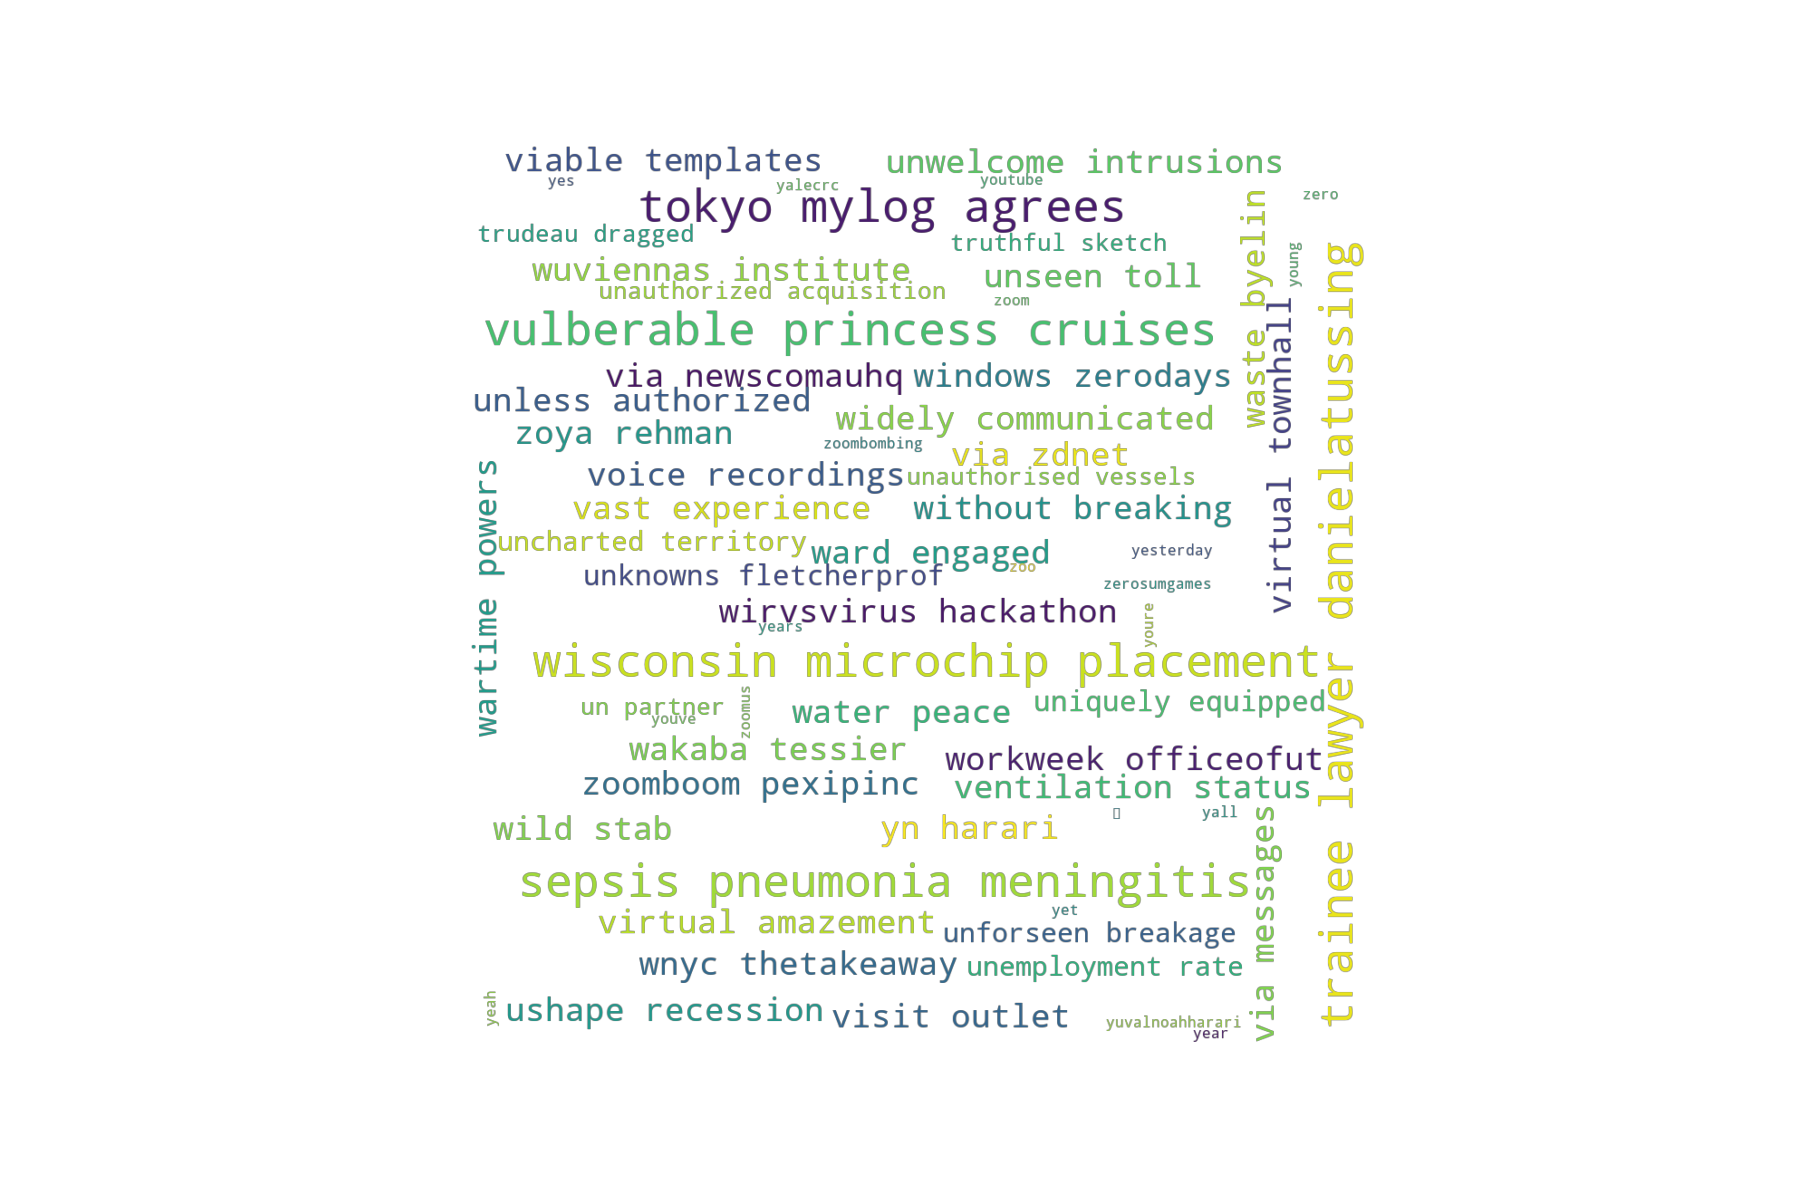 viable templates
unwelcome intrusions
yes
yalecrc
youtube
zero
tokyo mylog agrees
trudeau dragged
truthful sketch
waste byelin
young
wuviennas institute
unseen toll
unauthorized acquisition
zoom
vulberable princess cruises
via newscomauhq
windows zerodays
virtual townhall
trainee lawyer danielatussing
unless authorized
widely communicated
zoya rehman
zoombombing
via zdnet
voice recordings
unauthorised vessels
wartime powers
vast experience
without breaking
uncharted territory
ward engaged
yesterday
unknowns fletcherprof
zoo
zerosumgames
wirvsvirus hackathon
years
youre
wisconsin microchip placement
un partner
youve
zoomus
water peace
uniquely equipped
wakaba tessier
workweek officeofut
zoomboom pexipinc
ventilation status
yall
wild stab
yn harari
via messages
sepsis pneumonia meningitis
yet
virtual amazement
unforseen breakage
wnyc thetakeaway
unemployment rate
yeah
ushape recession
visit outlet
yuvalnoahharari
year